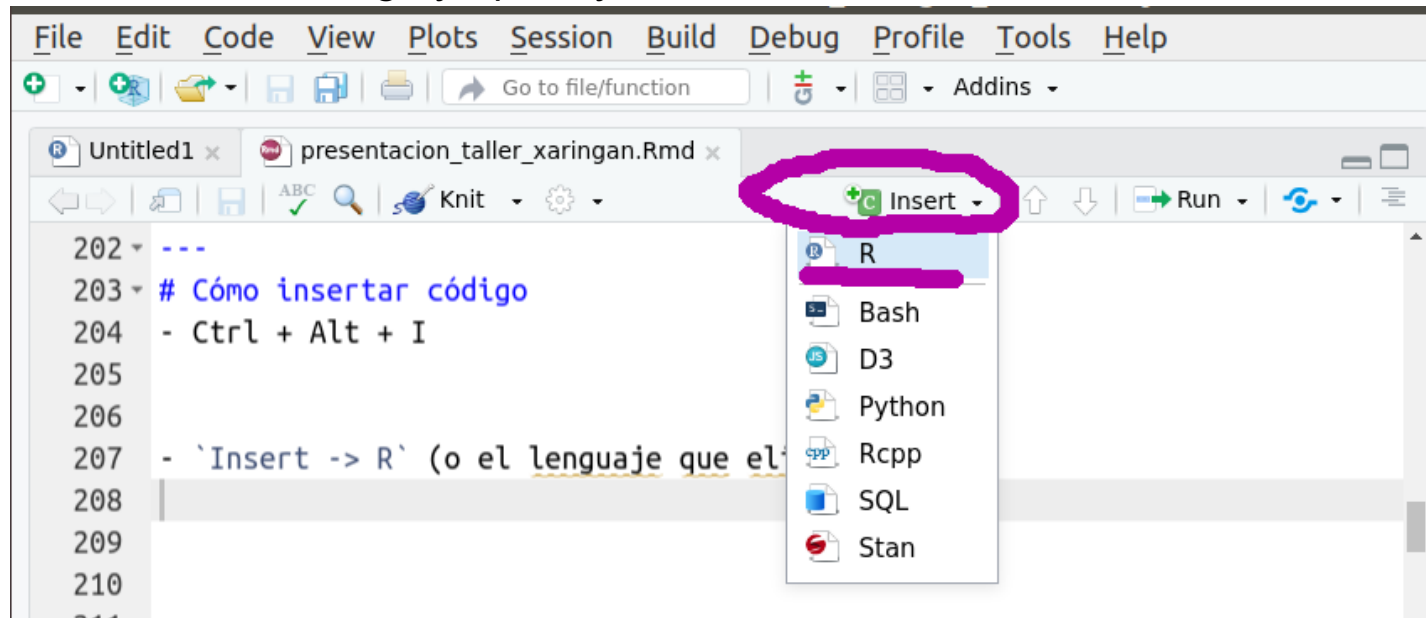 File Edit Code View Plots Session Build Debug Profile Tools Help
Go to file/function Git Addins
Untitled1 presentacion_taller_xaringan.Rmd
ABC Knit Insert Run
202 ---
203 # Cómo insertar código
204 - Ctrl + Alt + I
205
206
207 - `Insert -> R` (o el lenguaje que
208
209
210
R
Bash
D3
Python
Rcpp
SQL
Stan